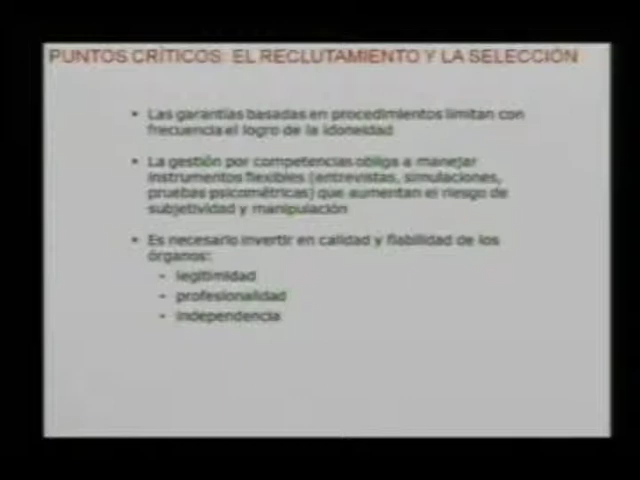 PUNTOS CRÍTICOS: EL RECLUTAMIENTO Y LA SELECCIÓN
• Las garantías basadas en procedimientos limitan con
frecuencia el logro de la idoneidad
• La gestión por competencias obliga a manejar
instrumentos flexibles (entrevistas, simulaciones,
pruebas psicométricas) que aumentan el riesgo de
subjetividad y manipulación
• Es necesario invertir en calidad y fiabilidad de los
órganos:
- legitimidad
- profesionalidad
- independencia